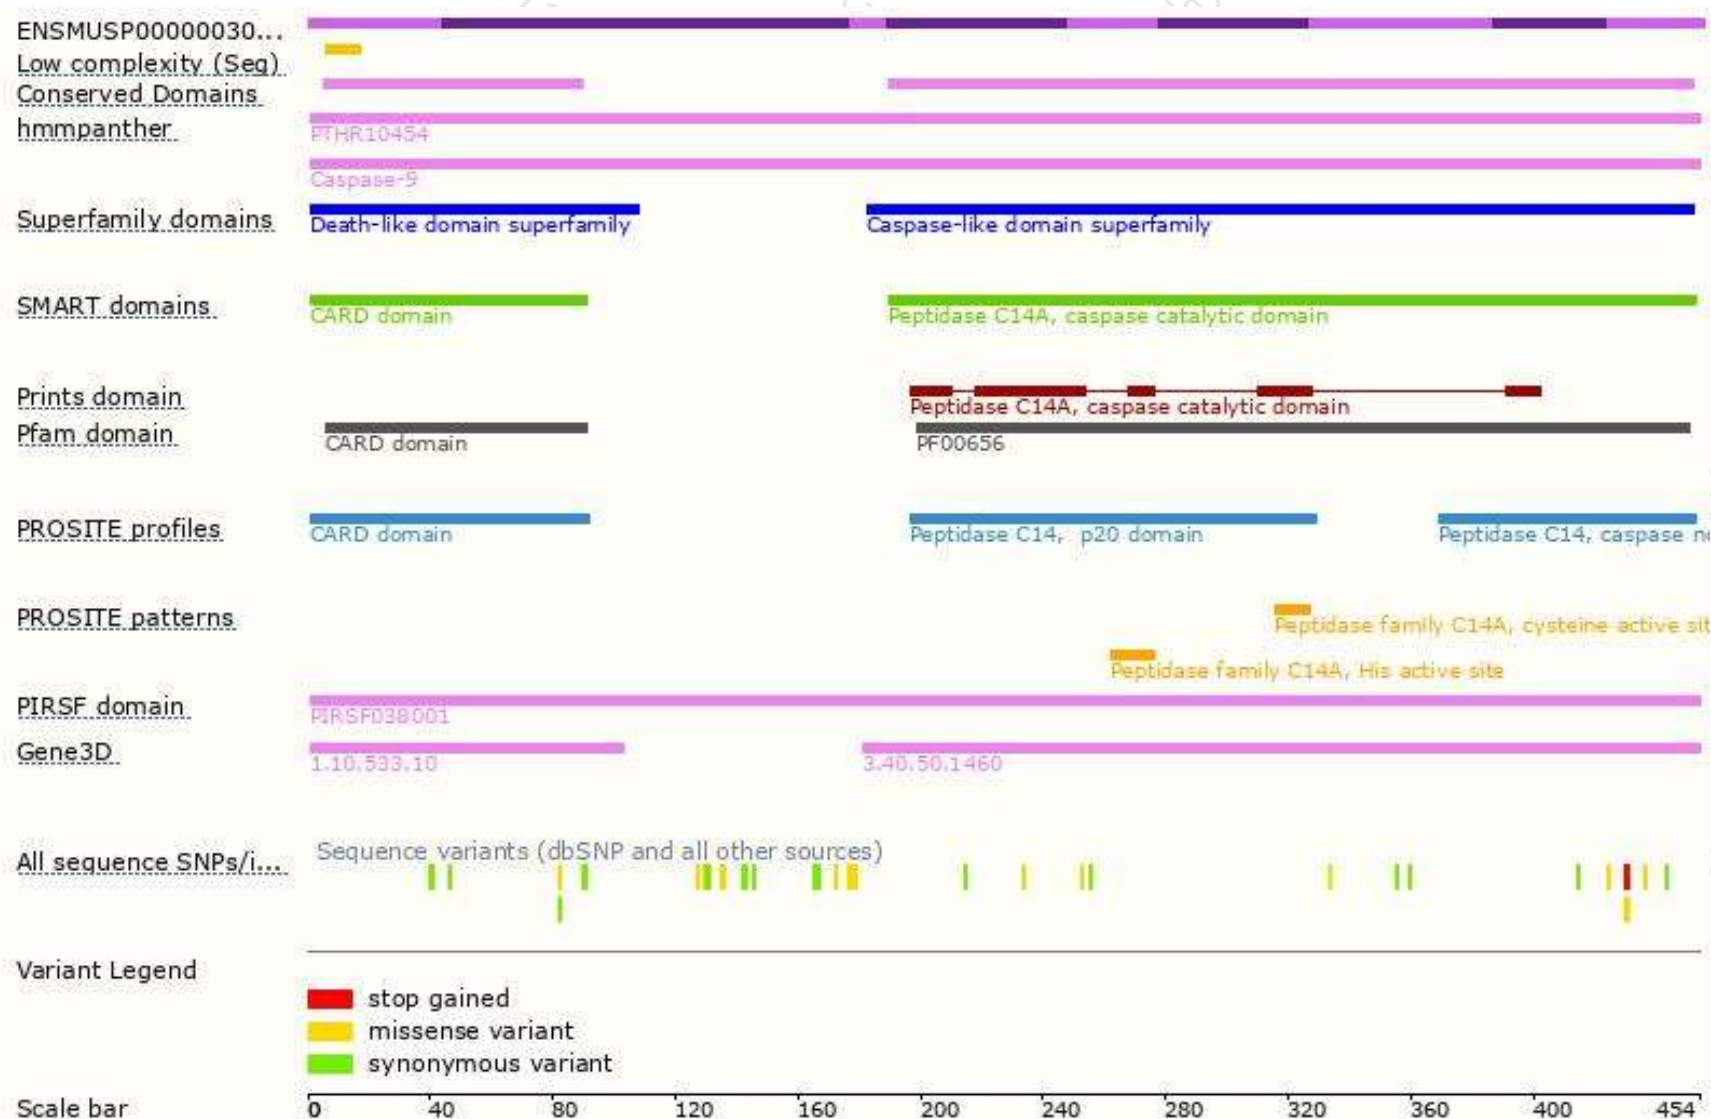 ENSMUSP00000030...
Low complexity (Seg)
Conserved Domains
hmmpanther
PTHR10454
Caspase-9
Superfamily domains
Death-like domain superfamily
Caspase-like domain superfamily
SMART domains
CARD domain
Peptidase C14A, caspase catalytic domain
Prints domain
Peptidase C14A, caspase catalytic domain
Pfam domain
CARD domain
PF00656
PROSITE profiles
CARD domain
Peptidase C14, p20 domain
Peptidase C14, caspase no
PROSITE patterns
Peptidase family C14A, cysteine active sit
Peptidase family C14A, His active site
PIRSF domain
PIRSF038001
Gene3D
1.10.533.10
3.40.50.1460
All sequence SNPs/i...
Sequence variants (dbSNP and all other sources)
Variant Legend
stop gained
missense variant
synonymous variant
Scale bar
0 40 80 120 160 200 240 280 320 360 400 454